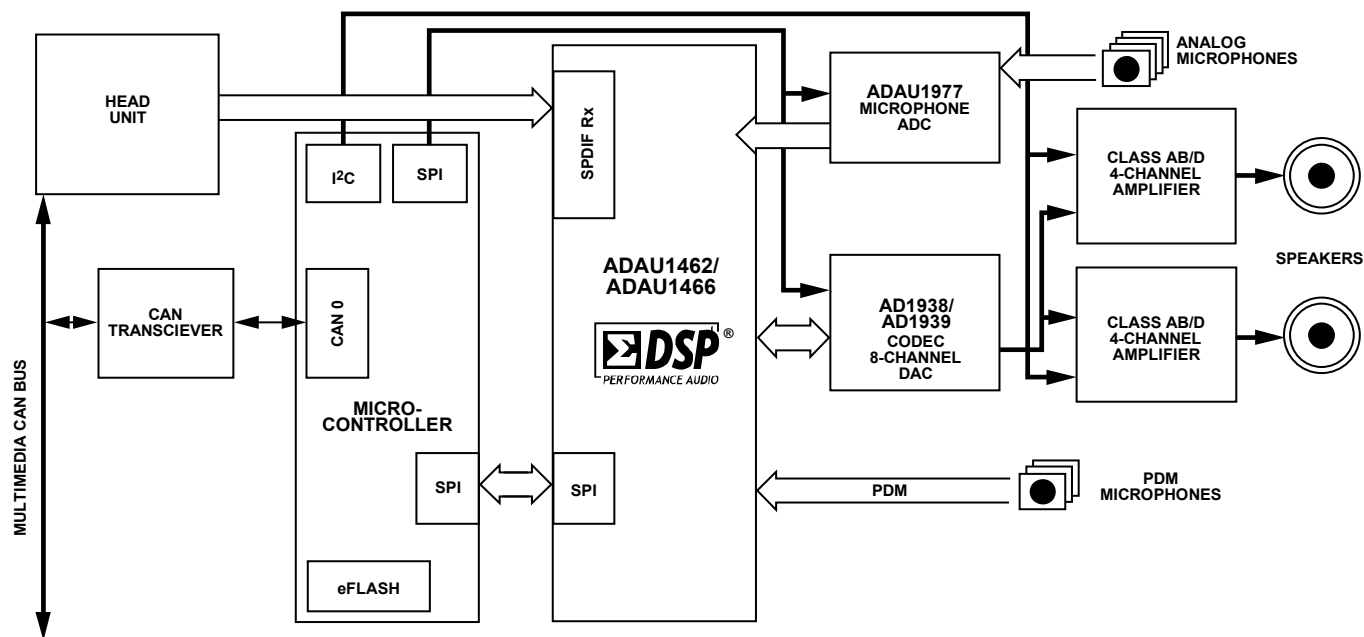 HEAD
UNIT
I²C
SPI
CAN
TRANSCIEVER
CAN 0
MICRO-
CONTROLLER
SPI
eFLASH
MULTIMEDIA CAN BUS
SPDIF Rx
ADAU1462/
ADAU1466
ΣDSP®
PERFORMANCE AUDIO
SPI
ADAU1977
MICROPHONE
ADC
AD1938/
AD1939
CODEC
8-CHANNEL
DAC
PDM
ANALOG
MICROPHONES
CLASS AB/D
4-CHANNEL
AMPLIFIER
SPEAKERS
CLASS AB/D
4-CHANNEL
AMPLIFIER
PDM
MICROPHONES